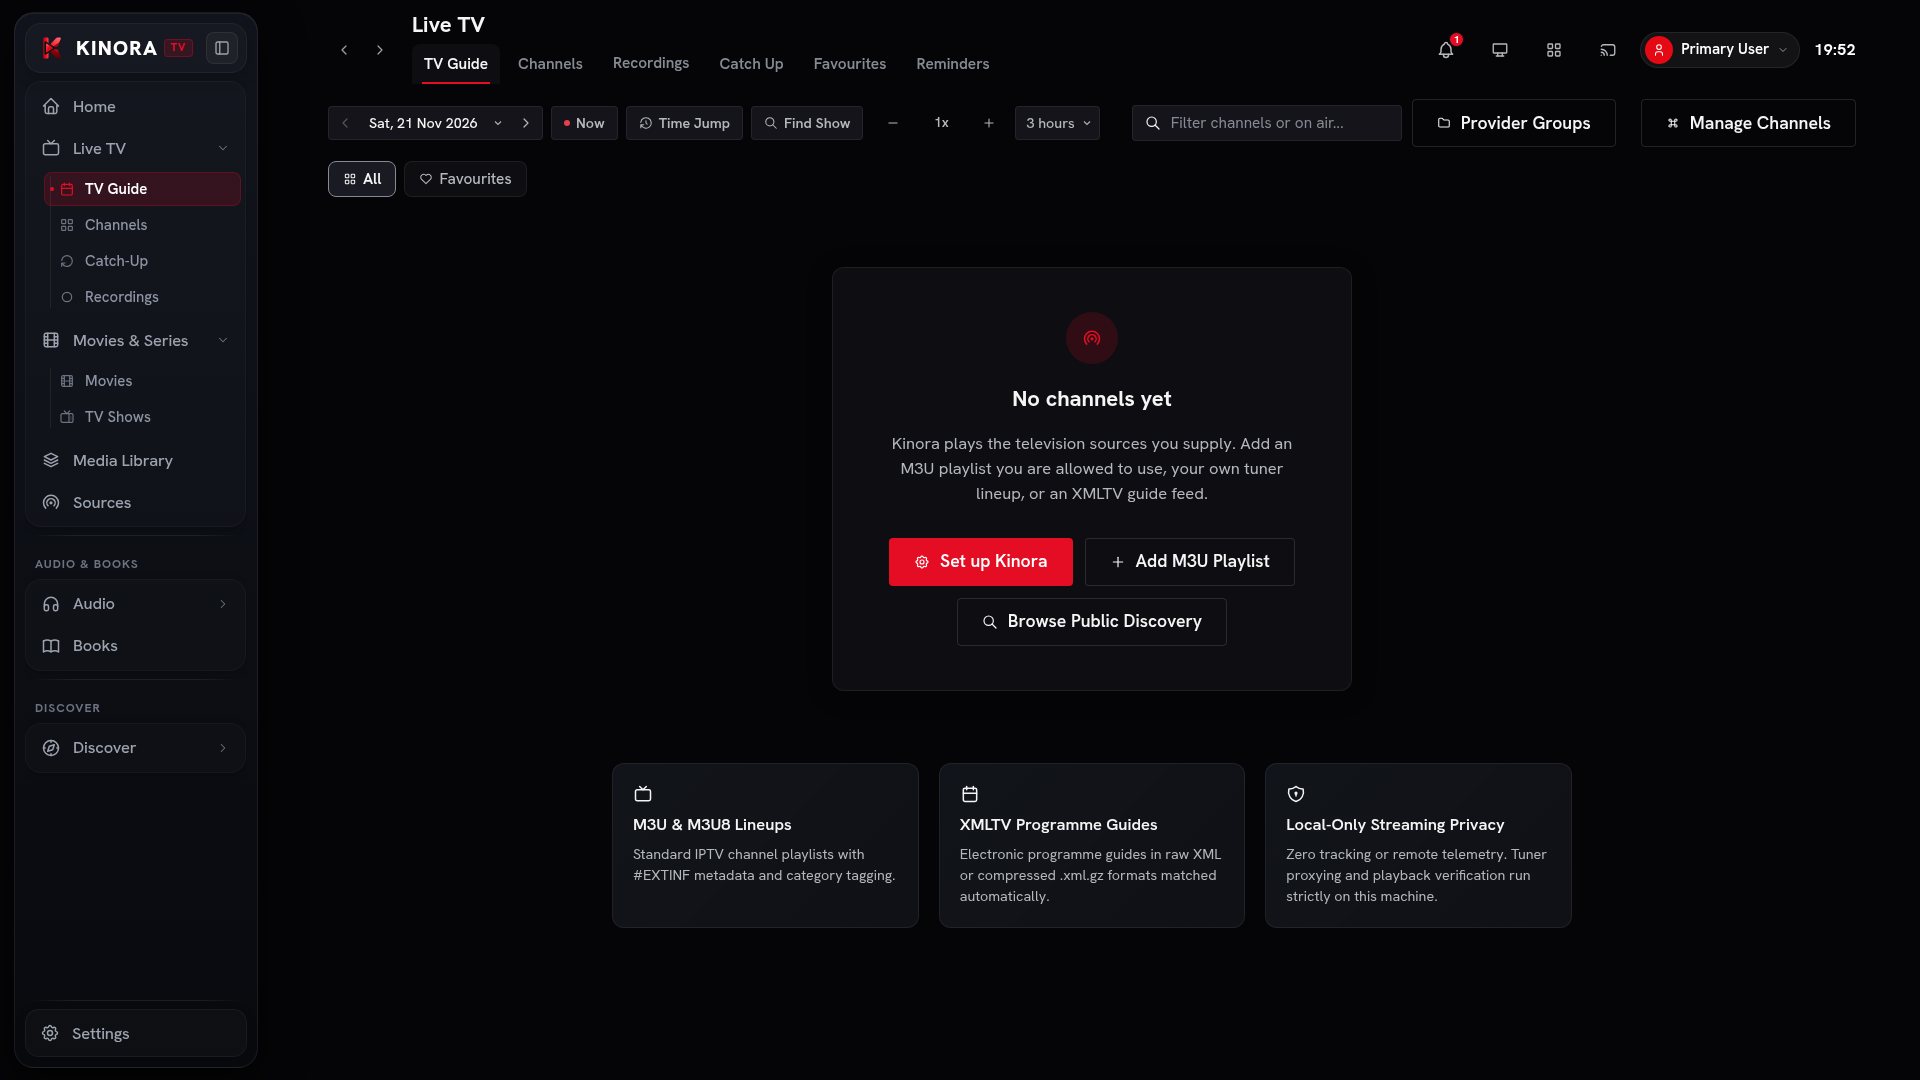 KINORA TV
Home
Live TV
TV Guide
Channels
Catch-Up
Recordings
Movies & Series
Movies
TV Shows
Media Library
Sources
AUDIO & BOOKS
Audio
Books
DISCOVER
Discover
Settings
Live TV
TV Guide Channels Recordings Catch Up Favourites Reminders
1
Primary User
19:52
Sat, 21 Nov 2026 Now Time Jump Find Show − 1x + 3 hours Filter channels or on air... Provider Groups Manage Channels
All Favourites
No channels yet
Kinora plays the television sources you supply. Add an
M3U playlist you are allowed to use, your own tuner
lineup, or an XMLTV guide feed.
Set up Kinora + Add M3U Playlist
Browse Public Discovery
M3U & M3U8 Lineups
Standard IPTV channel playlists with
#EXTINF metadata and category tagging.
XMLTV Programme Guides
Electronic programme guides in raw XML
or compressed .xml.gz formats matched
automatically.
Local-Only Streaming Privacy
Zero tracking or remote telemetry. Tuner
proxying and playback verification run
strictly on this machine.